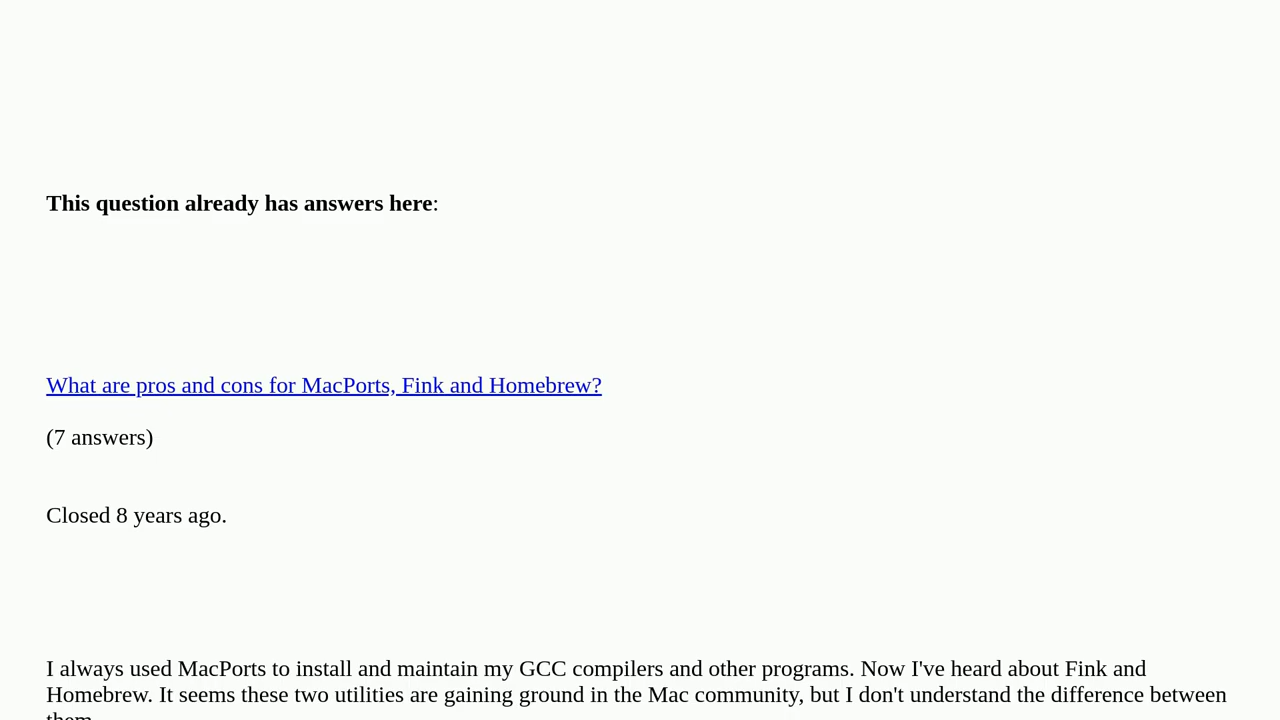 This question already has answers here:
What are pros and cons for MacPorts, Fink and Homebrew?
(7 answers)
Closed 8 years ago.
I always used MacPorts to install and maintain my GCC compilers and other programs. Now I've heard about Fink and
Homebrew. It seems these two utilities are gaining ground in the Mac community, but I don't understand the difference between
them.